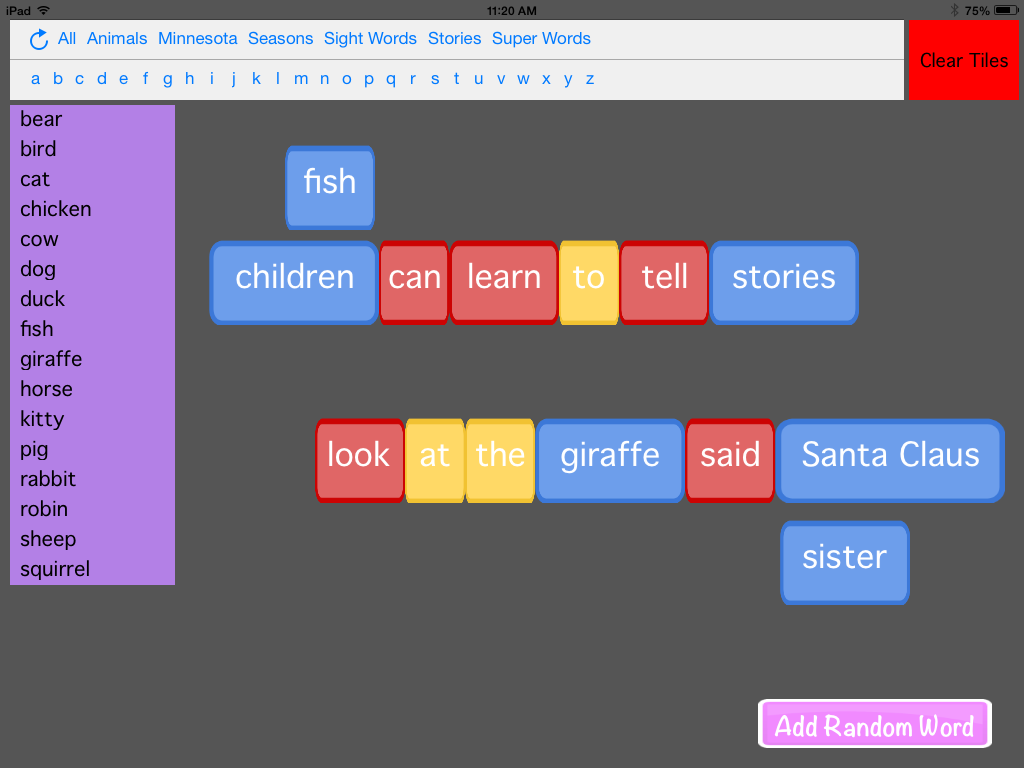 iPad 11:20 AM 75%
All Animals Minnesota Seasons Sight Words Stories Super Words
Clear Tiles
a b c d e f g h i j k l m n o p q r s t u v w x y z
bear
bird
cat
chicken
cow
dog
duck
fish
giraffe
horse
kitty
pig
rabbit
robin
sheep
squirrel
fish
children can learn to tell stories
look at the giraffe said Santa Claus
sister
Add Random Word